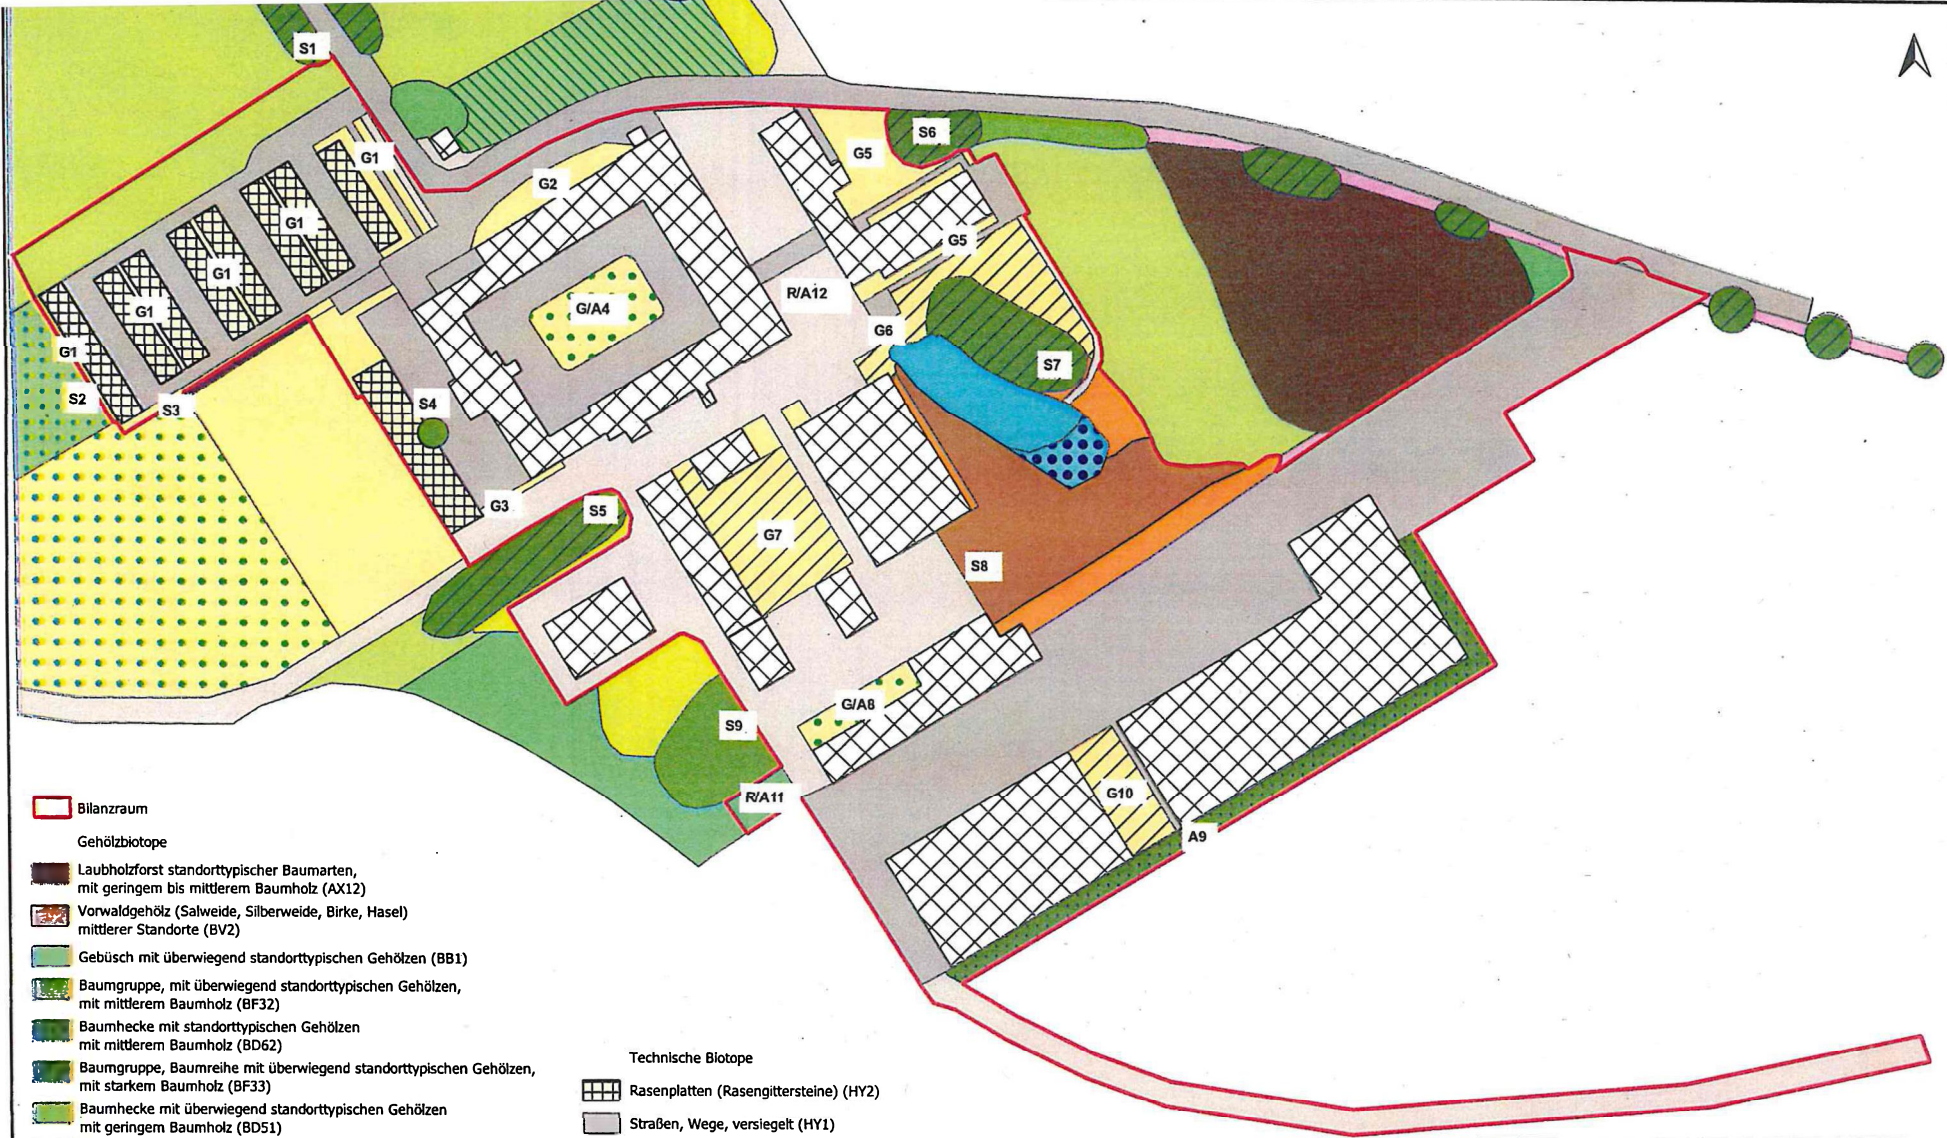 S1
S6
G1
G5
G2
G1
G5
G1
R/A12
G/A4
G1
G6
G1
S7
S2
S4
S3
G3
S5
G7
S8
G/A8
S9
G10
R/A11
A9
Bilanzraum
Gehölzbiotope
Laubholzforst standorttypischer Baumarten,
mit geringem bis mittlerem Baumholz (AX12)
Vorwaldgehölz (Salweide, Silberweide, Birke, Hasel)
mittlerer Standorte (BV2)
Gebüsch mit überwiegend standorttypischen Gehölzen (BB1)
Baumgruppe, mit überwiegend standorttypischen Gehölzen,
mit mittlerem Baumholz (BF32)
Baumhecke mit standorttypischen Gehölzen
mit mittlerem Baumholz (BD62)
Baumgruppe, Baumreihe mit überwiegend standorttypischen Gehölzen,
mit starkem Baumholz (BF33)
Baumhecke mit überwiegend standorttypischen Gehölzen
mit geringem Baumholz (BD51)
Technische Biotope
Rasenplatten (Rasengittersteine) (HY2)
Straßen, Wege, versiegelt (HY1)